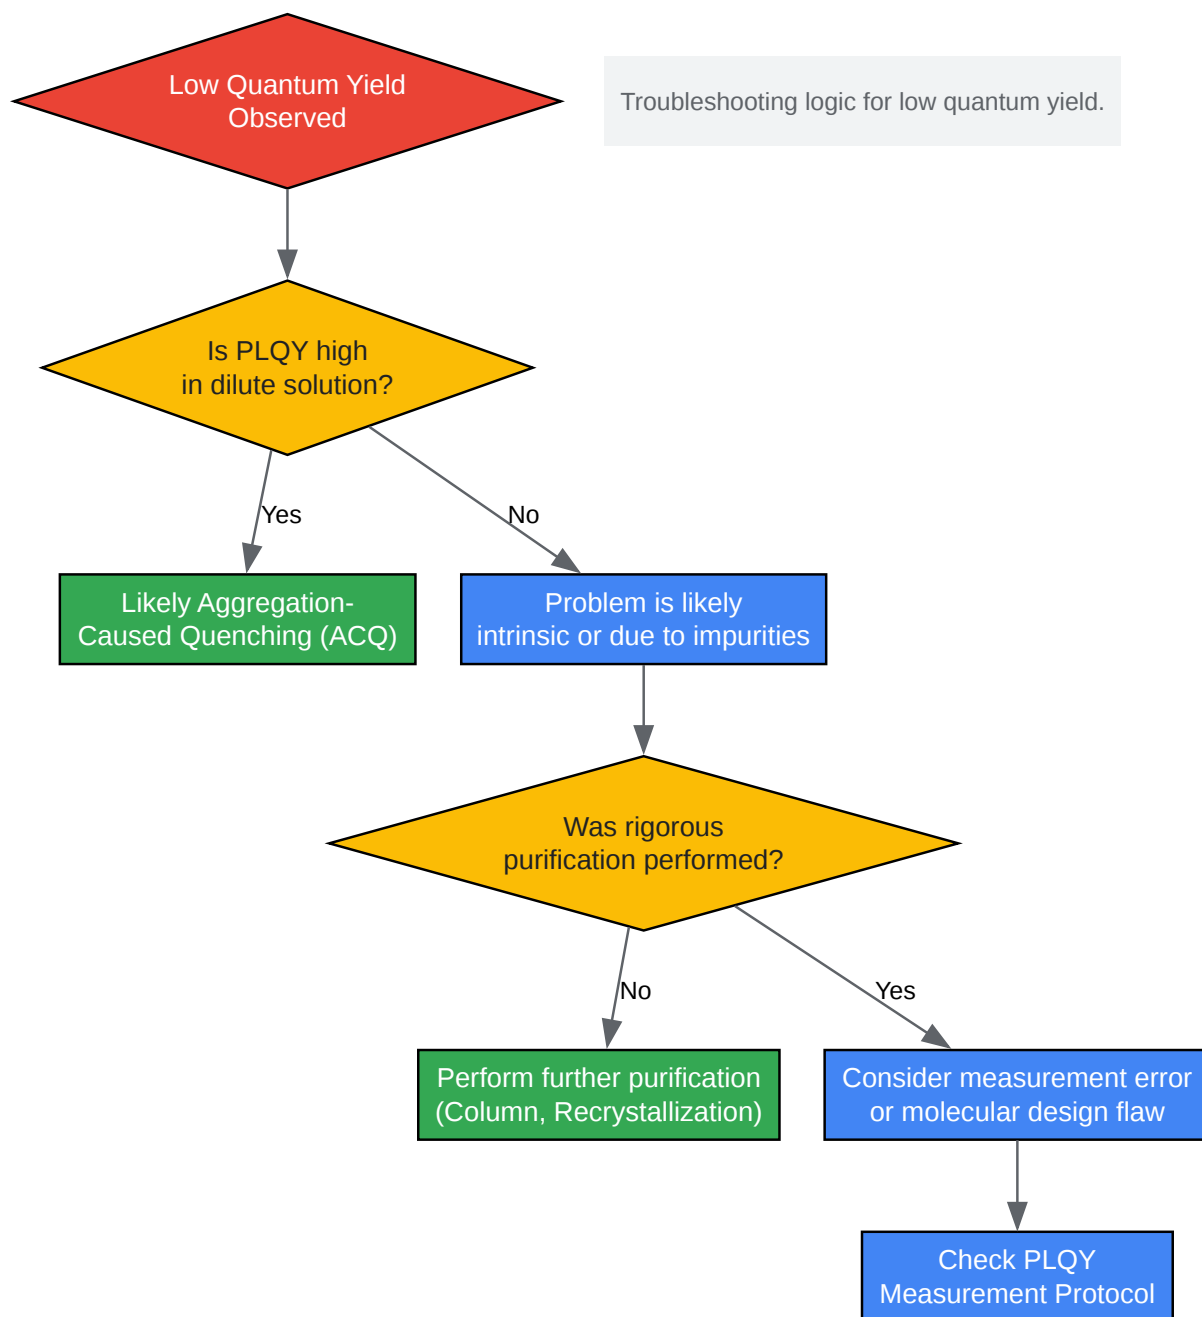 Low Quantum Yield
Observed
Troubleshooting logic for low quantum yield.
Is PLQY high
in dilute solution?
Yes
No
Likely Aggregation-
Caused Quenching (ACQ)
Problem is likely
intrinsic or due to impurities
Was rigorous
purification performed?
No
Yes
Perform further purification
(Column, Recrystallization)
Consider measurement error
or molecular design flaw
Check PLQY
Measurement Protocol